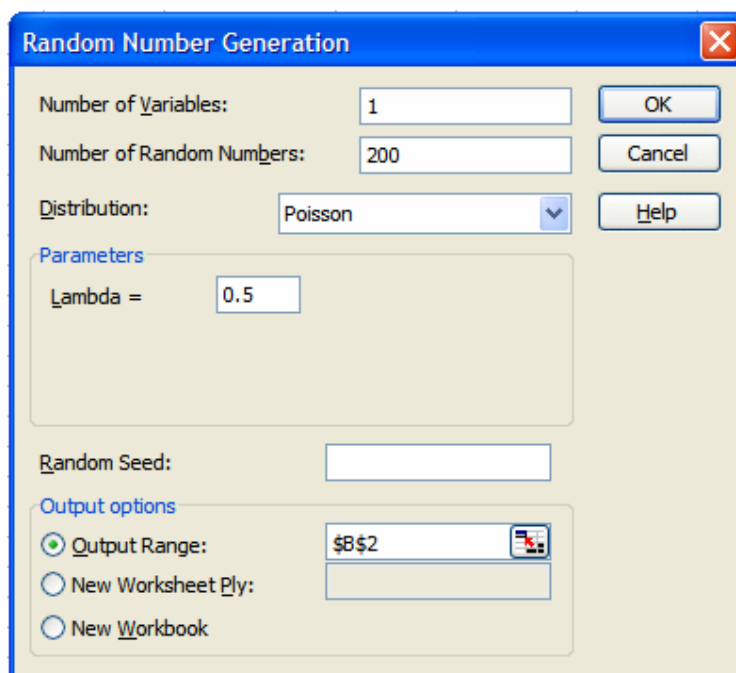 Random Number Generation
Number of Variables: 1 OK
Number of Random Numbers: 200 Cancel
Distribution: Poisson Help
Parameters
Lambda = 0.5
Random Seed:
Output options
Output Range: $B$2
New Worksheet Ply:
New Workbook